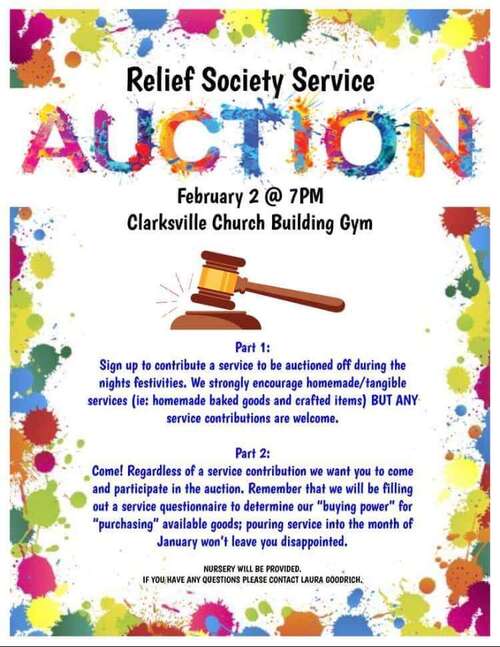 Relief Society Service
AUCTION
February 2 @ 7PM
Clarksville Church Building Gym
Part 1:
Sign up to contribute a service to be auctioned off during the
nights festivities. We strongly encourage homemade/tangible
services (ie: homemade baked goods and crafted items) BUT ANY
service contributions are welcome.
Part 2:
Come! Regardless of a service contribution we want you to come
and participate in the auction. Remember that we will be filling
out a service questionnaire to determine our "buying power" for
"purchasing" available goods; pouring service into the month of
January won't leave you disappointed.
NURSERY WILL BE PROVIDED.
IF YOU HAVE ANY QUESTIONS PLEASE CONTACT LAURA GOODRICH.